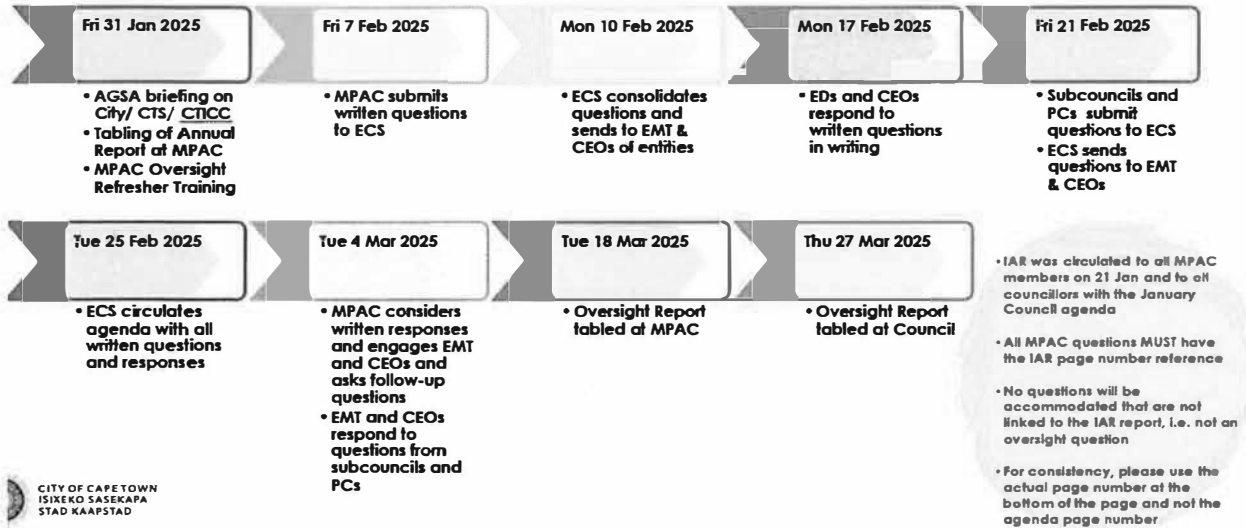 Fri 31 Jan 2025
• AGSA briefing on
City/ CTS/ CTICC
• Tabling of Annual
Report at MPAC
• MPAC Oversight
Refresher Training
Fri 7 Feb 2025
• MPAC submits
written questions
to ECS
Mon 10 Feb 2025
• ECS consolidates
questions and
sends to EMT &
CEOs of entities
Mon 17 Feb 2025
• EDs and CEOs
respond to
written questions
in writing
Fri 21 Feb 2025
• Subcouncils and
PCs submit
questions to ECS
• ECS sends
questions to EMT
& CEOs
Tue 25 Feb 2025
• ECS circulates
agenda with all
written questions
and responses
Tue 4 Mar 2025
• MPAC considers
written responses
and engages EMT
and CEOs and
asks follow-up
questions
• EMT and CEOs
respond to
questions from
subcouncils and
PCs
Tue 18 Mar 2025
• Oversight Report
tabled at MPAC
Thu 27 Mar 2025
• Oversight Report
tabled at Council
• IAR was circulated to all MPAC
members on 21 Jan and to all
councillors with the January
Council agenda
• All MPAC questions MUST have
the IAR page number reference
• No questions will be
accommodated that are not
linked to the IAR report, i.e. not an
oversight question
• For consistency, please use the
actual page number at the
bottom of the page and not the
agenda page number
CITY OF CAPE TOWN
ISIXEKO SASEKAPA
STAD KAAPSTAD